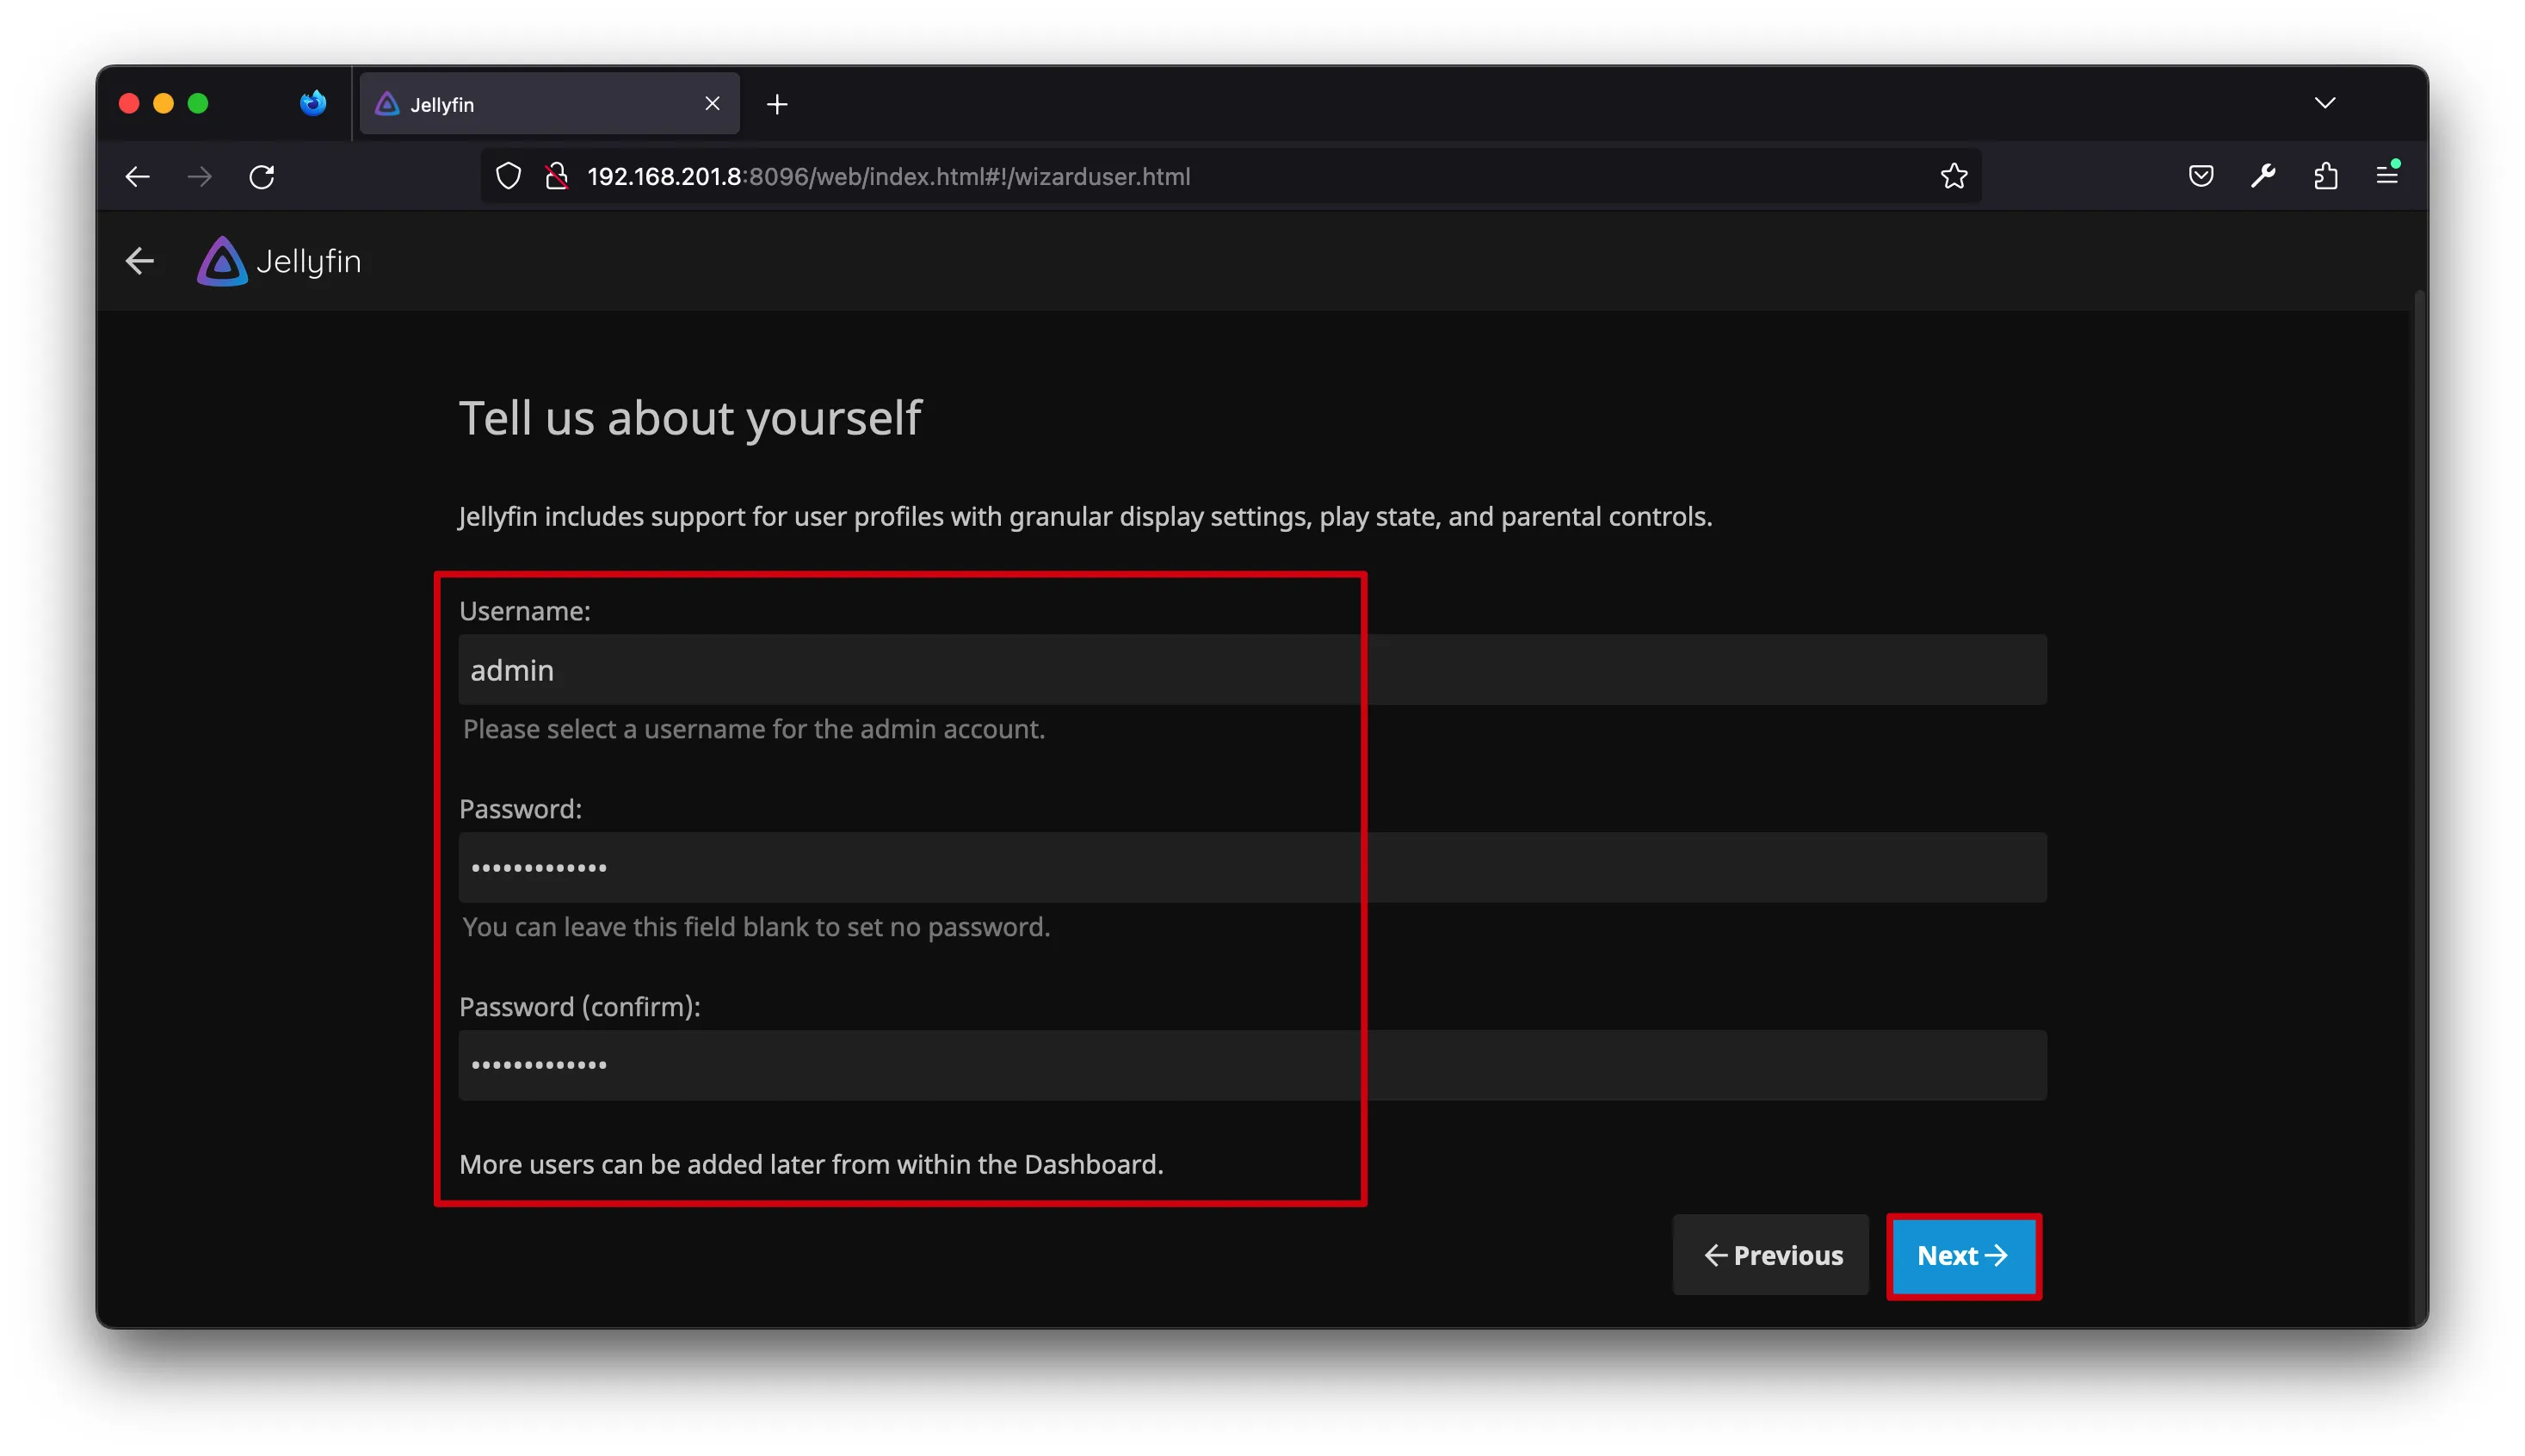 Jellyfin
192.168.201.8:8096/web/index.html#!/wizarduser.html
Jellyfin
Tell us about yourself
Jellyfin includes support for user profiles with granular display settings, play state, and parental controls.
Username:
admin
Please select a username for the admin account.
Password:
•••••••••••••
You can leave this field blank to set no password.
Password (confirm):
•••••••••••••
More users can be added later from within the Dashboard.
Previous
Next